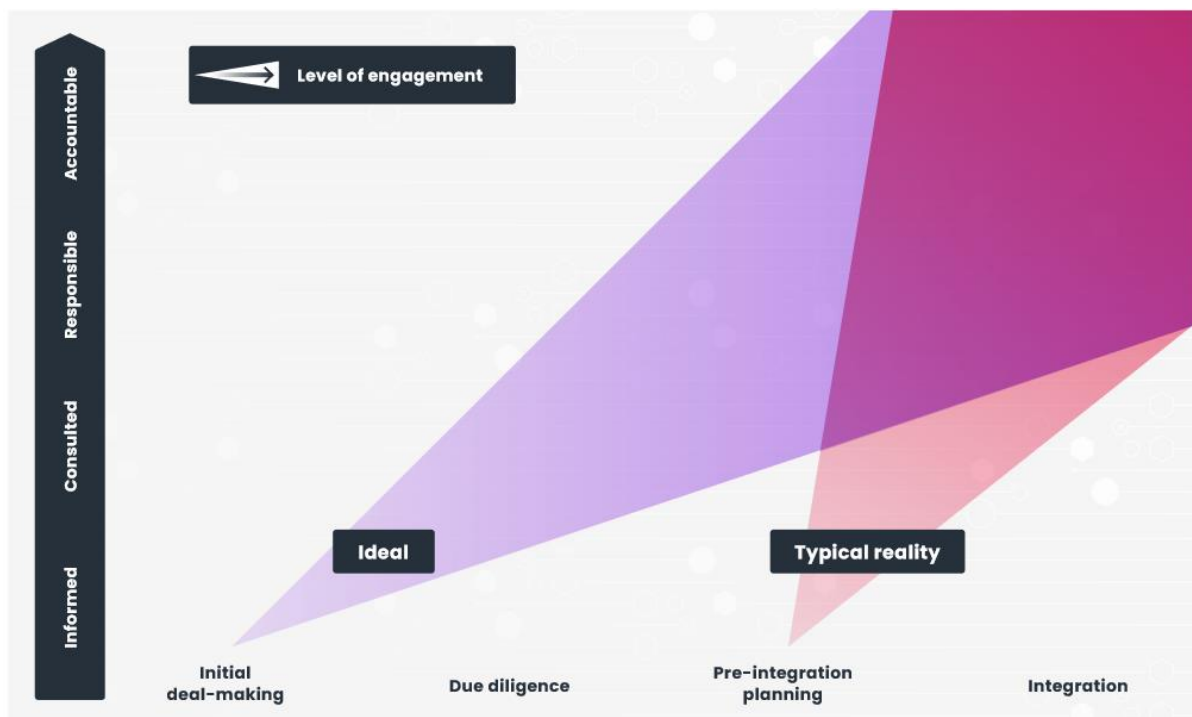 Level of engagement
Accountable
Responsible
Consulted
Informed
Ideal
Typical reality
Initial
deal-making
Due diligence
Pre-integration
planning
Integration